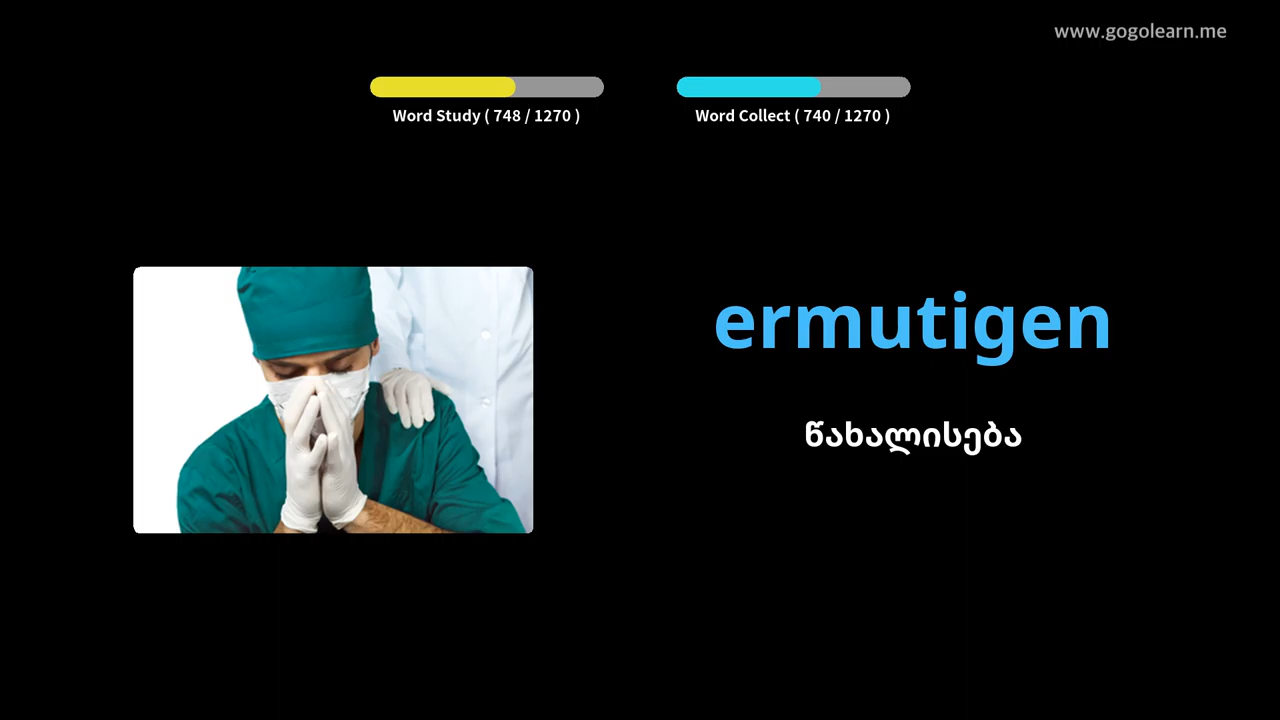 www.gogolearn.me
Word Study ( 748 / 1270 )
Word Collect ( 740 / 1270 )
ermutigen
წახალისება